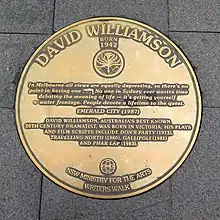 DAVID WILLIAMSON
BORN
1942
In Melbourne all views are equally depressing, so there's no
point in having one No one in Sydney ever wastes time
debating the meaning of life – it's getting yourself
a water frontage. People devote a lifetime to the quest.
EMERALD CITY (1987)
DAVID WILLIAMSON, AUSTRALIA'S BEST KNOWN
20TH CENTURY DRAMATIST, WAS BORN IN VICTORIA. HIS PLAYS
AND FILM SCRIPTS INCLUDE DON'S PARTY (1971),
TRAVELLING NORTH (1980), GALLIPOLI (1981)
AND PHAR LAP (1983).
NSW MINISTRY FOR THE ARTS
WRITERS WALK